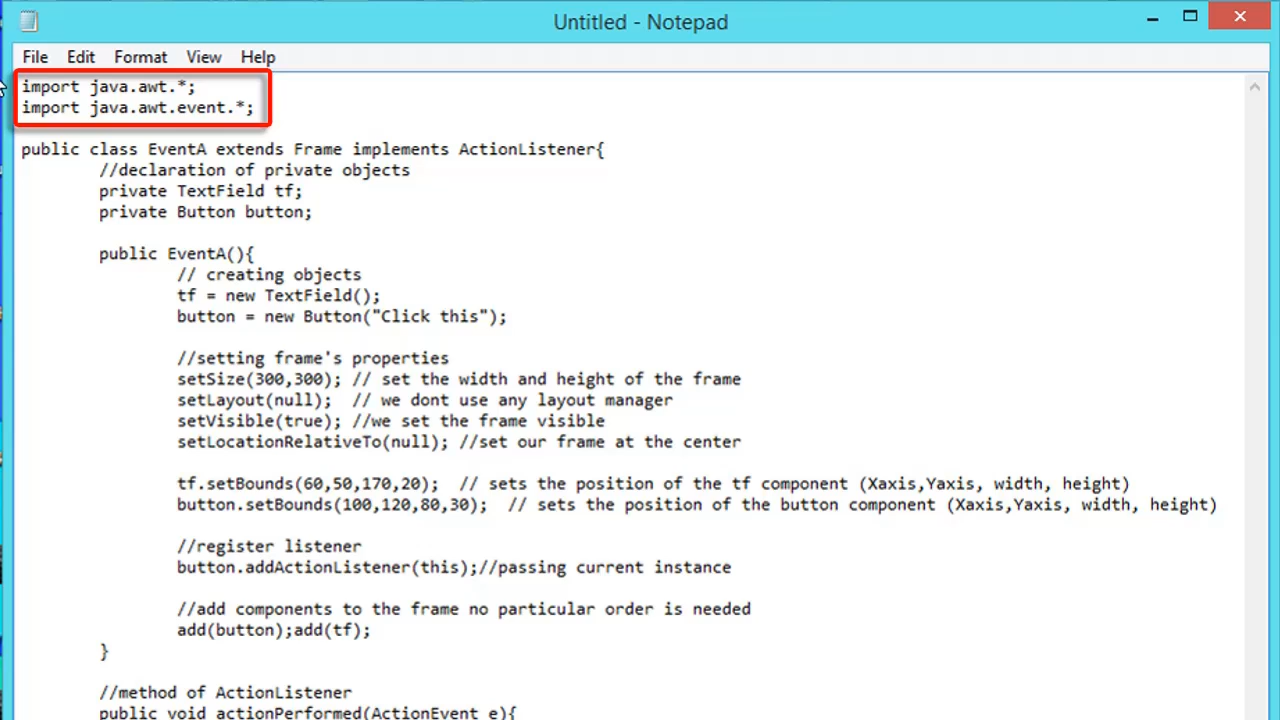 Untitled - Notepad
File Edit Format View Help
import java.awt.*;
import java.awt.event.*;
public class EventA extends Frame implements ActionListener{
//declaration of private objects
private TextField tf;
private Button button;
public EventA(){
// creating objects
tf = new TextField();
button = new Button("Click this");
//setting frame's properties
setSize(300,300); // set the width and height of the frame
setLayout(null);  // we dont use any layout manager
setVisible(true); //we set the frame visible
setLocationRelativeTo(null); //set our frame at the center
tf.setBounds(60,50,170,20);  // sets the position of the tf component (Xaxis,Yaxis, width, height)
button.setBounds(100,120,80,30);  // sets the position of the button component (Xaxis,Yaxis, width, height)
//register listener
button.addActionListener(this);//passing current instance
//add components to the frame no particular order is needed
add(button);add(tf);
}
//method of ActionListener
public void actionPerformed(ActionEvent e){